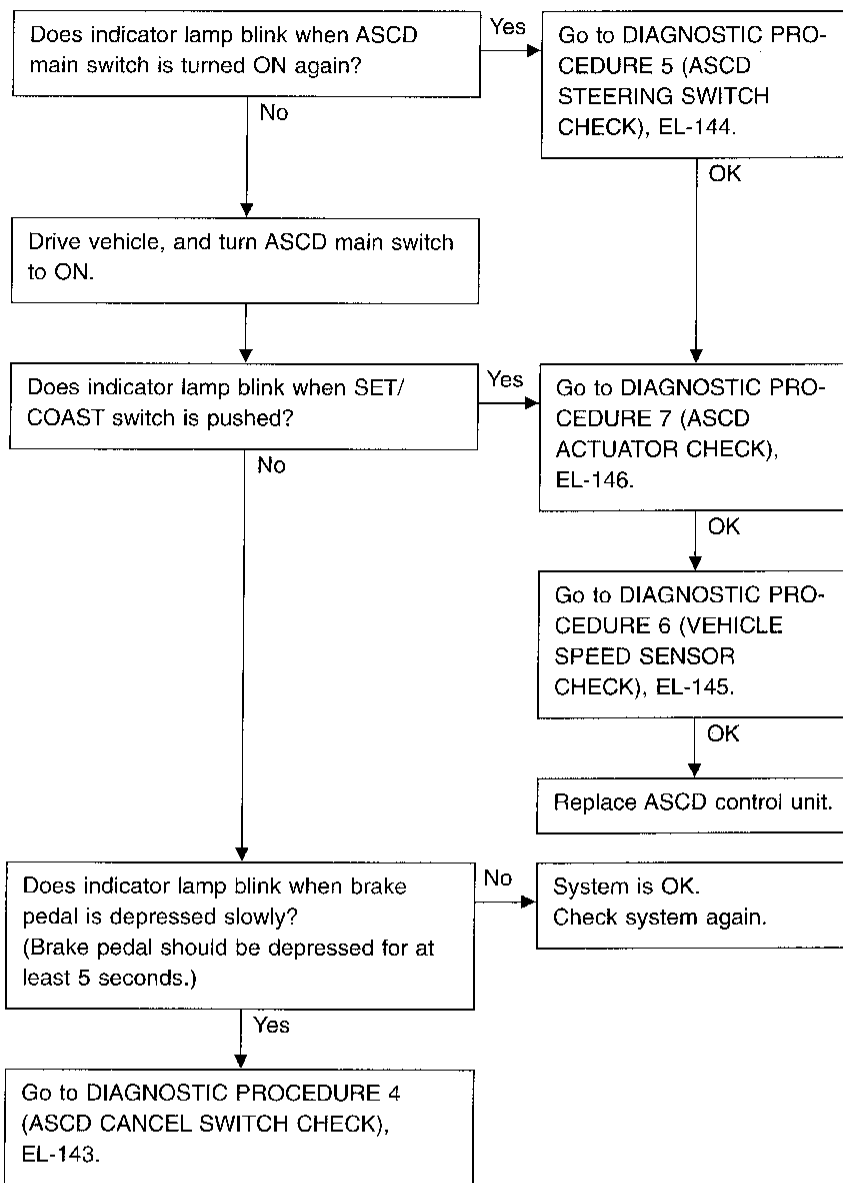 Does indicator lamp blink when ASCD
main switch is turned ON again?
Yes
Go to DIAGNOSTIC PRO-
CEDURE 5 (ASCD
STEERING SWITCH
CHECK), EL-144.
No
OK
Drive vehicle, and turn ASCD main switch
to ON.
Does indicator lamp blink when SET/
COAST switch is pushed?
Yes
Go to DIAGNOSTIC PRO-
CEDURE 7 (ASCD
ACTUATOR CHECK),
EL-146.
No
OK
Go to DIAGNOSTIC PRO-
CEDURE 6 (VEHICLE
SPEED SENSOR
CHECK), EL-145.
OK
Replace ASCD control unit.
Does indicator lamp blink when brake
pedal is depressed slowly?
(Brake pedal should be depressed for at
least 5 seconds.)
No
System is OK.
Check system again.
Yes
Go to DIAGNOSTIC PROCEDURE 4
(ASCD CANCEL SWITCH CHECK),
EL-143.